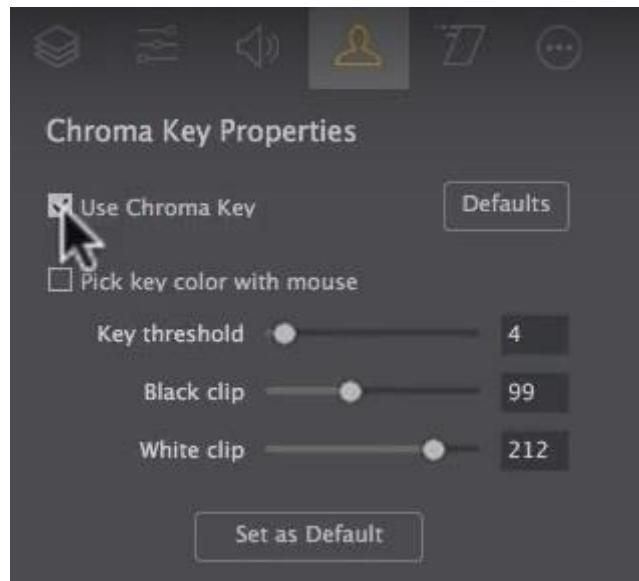 Chroma Key Properties
Use Chroma Key Defaults
Pick key color with mouse
Key threshold 4
Black clip 99
White clip 212
Set as Default